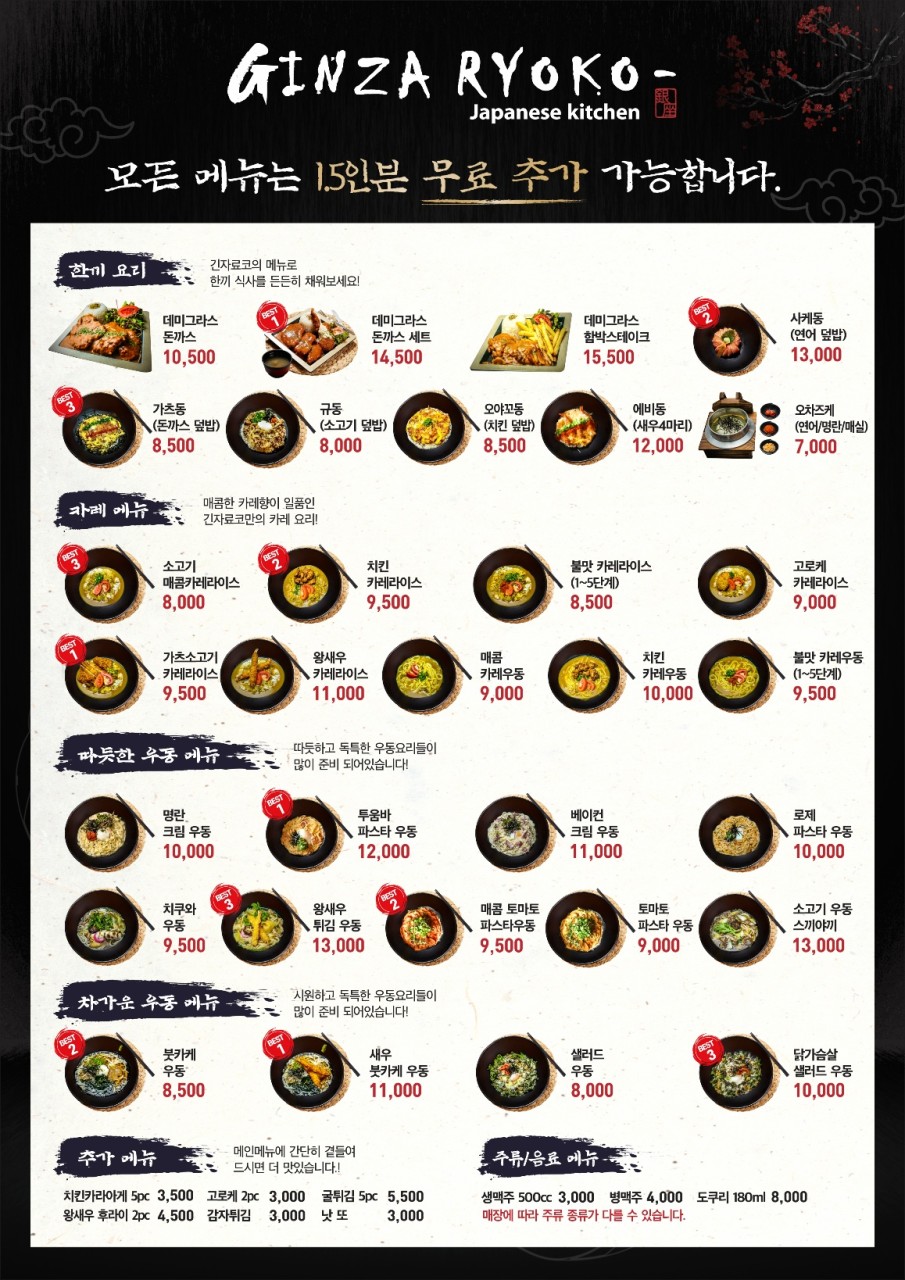 GINZA RYOKO
Japanese kitchen
銀座
모든 메뉴는 1.5인분 무료 추가 가능합니다.
한끼 요리
긴자료코의 메뉴로
한끼 식사를 든든히 채워보세요!
데미그라스
돈까스
10,500
BEST 1
데미그라스
돈까스 세트
14,500
데미그라스
함박스테이크
15,500
BEST 2
사케동
(연어 덮밥)
13,000
BEST 3
가츠동
(돈까스 덮밥)
8,500
규동
(소고기 덮밥)
8,000
오야꼬동
(치킨 덮밥)
8,500
에비동
(새우4마리)
12,000
오차즈케
(연어/명란/매실)
7,000
카레 메뉴
매콤한 카레향이 일품인
긴자료코만의 카레 요리!
BEST 3
소고기
매콤카레라이스
8,000
BEST 2
치킨
카레라이스
9,500
불맛 카레라이스
(1~5단계)
8,500
고로케
카레라이스
9,000
BEST 1
가츠소고기
카레라이스
9,500
왕새우
카레라이스
11,000
매콤
카레우동
9,000
치킨
카레우동
10,000
불맛 카레우동
(1~5단계)
9,500
따듯한 우동 메뉴
따듯하고 독특한 우동요리들이
많이 준비 되어있습니다!
명란
크림 우동
10,000
BEST 1
투움바
파스타 우동
12,000
베이컨
크림 우동
11,000
로제
파스타 우동
10,000
치쿠와
우동
9,500
BEST 3
왕새우
튀김 우동
13,000
BEST 2
매콤 토마토
파스타우동
9,500
토마토
파스타 우동
9,000
소고기 우동
스끼야끼
13,000
차가운 우동 메뉴
시원하고 독특한 우동요리들이
많이 준비 되어있습니다!
BEST 2
붓카케
우동
8,500
BEST 1
새우
붓카케 우동
11,000
샐러드
우동
8,000
BEST 3
닭가슴살
샐러드 우동
10,000
추가 메뉴
메인메뉴에 간단히 곁들여
드시면 더 맛있습니다.!
치킨카라아게 5pc 3,500 고로케 2pc 3,000 굴튀김 5pc 5,500
왕새우 후라이 2pc 4,500 감자튀김 3,000 낫 또 3,000
주류/음료 메뉴
생맥주 500cc 3,000 병맥주 4,000 도쿠리 180ml 8,000
매장에 따라 주류 종류가 다를 수 있습니다.